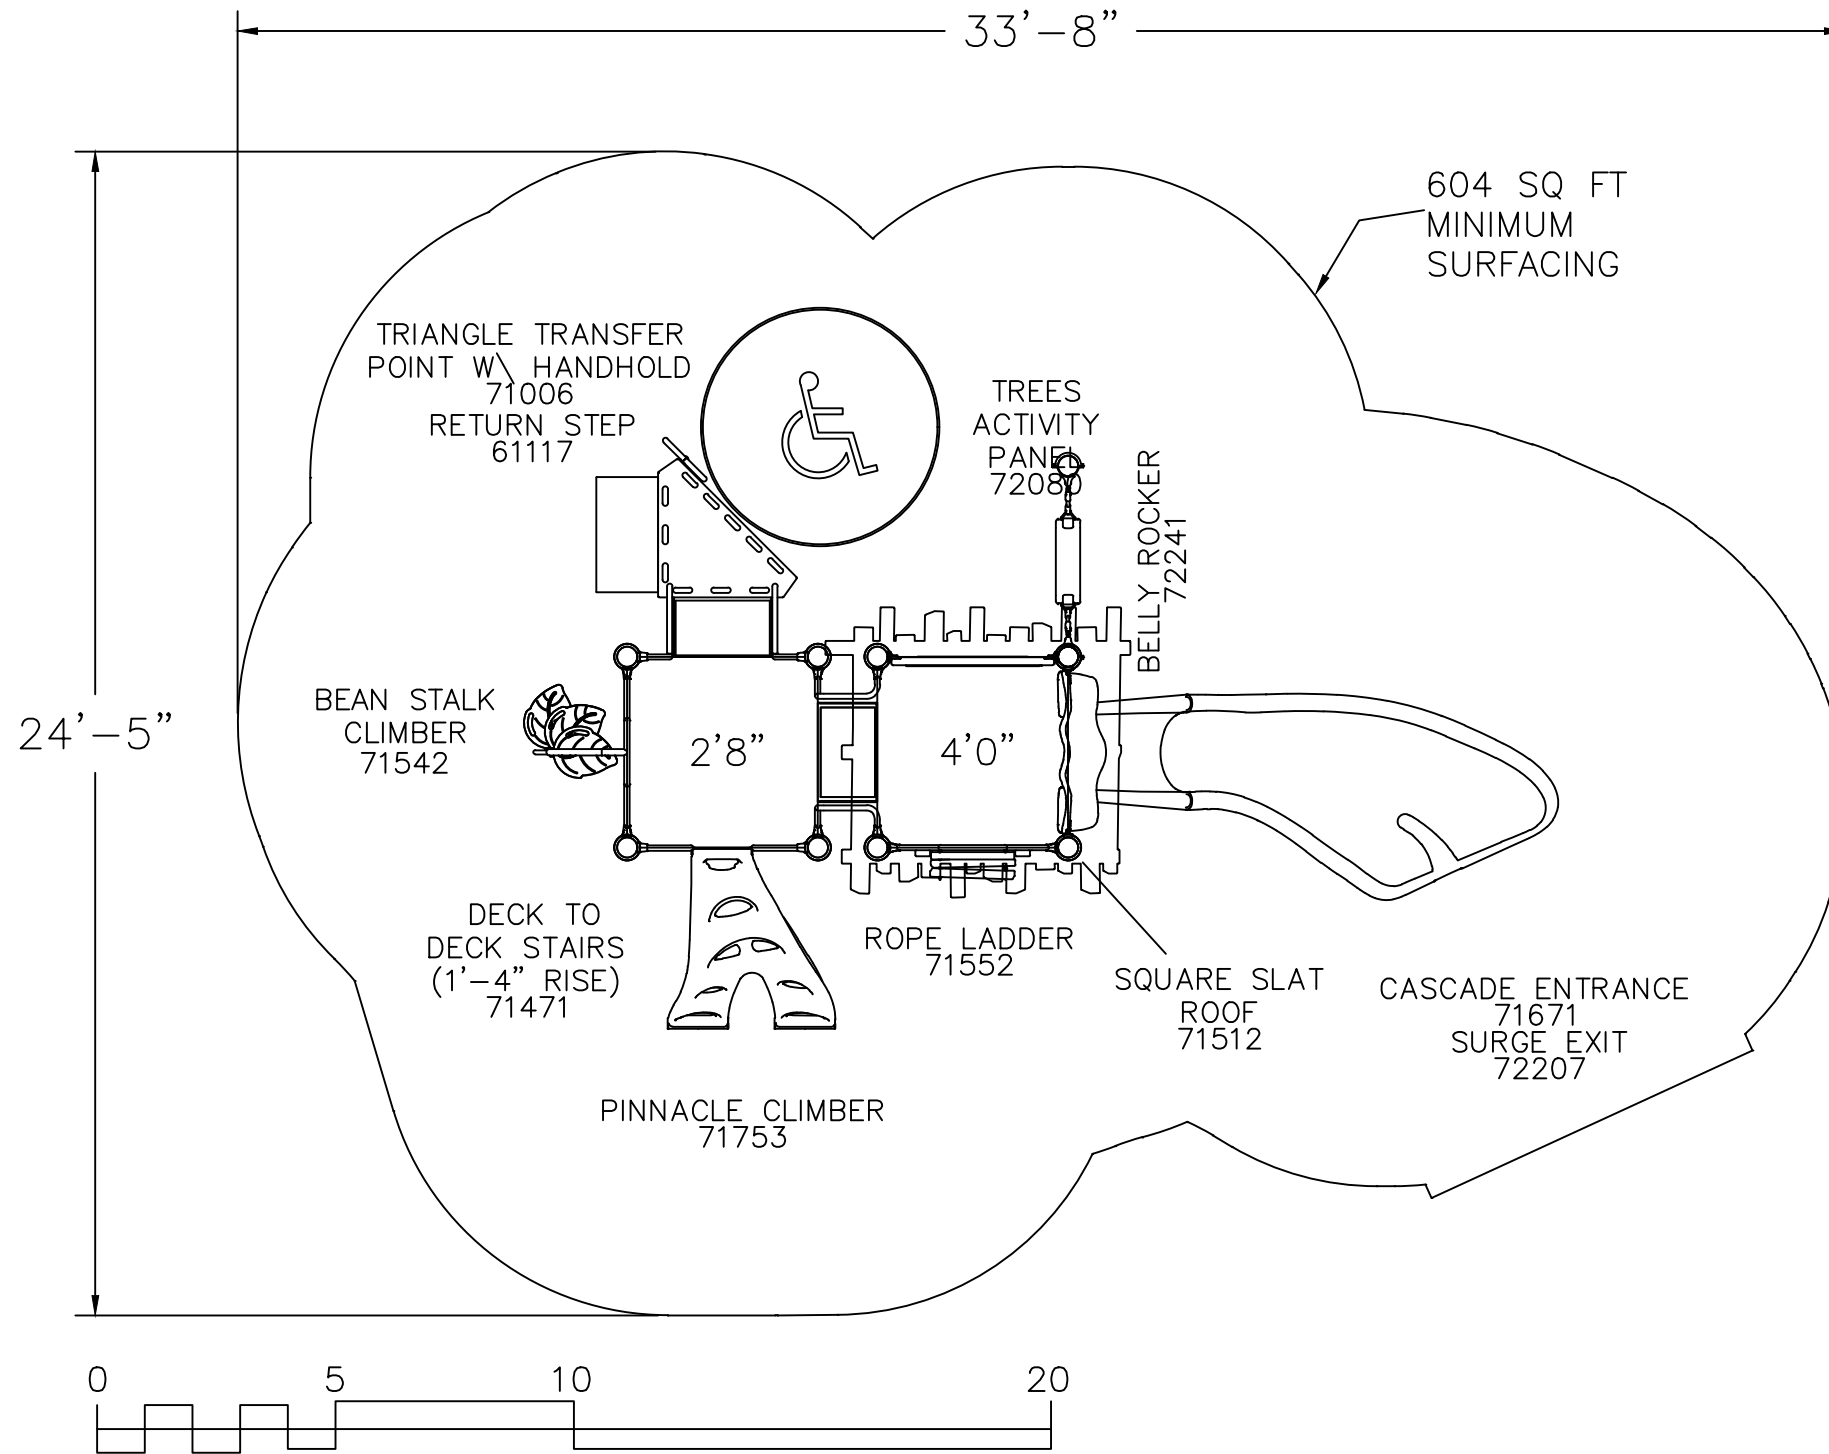 33'-8"
604 SQ FT
MINIMUM
SURFACING
TRIANGLE TRANSFER
POINT W\ HANDHOLD
71006
RETURN STEP
61117
TREES
ACTIVITY
PANEL
72080
BELLY ROCKER
72241
BEAN STALK
CLIMBER
71542
24'-5"
2'8"
4'0"
DECK TO
DECK STAIRS
(1'-4" RISE)
71471
ROPE LADDER
71552
SQUARE SLAT
ROOF
71512
CASCADE ENTRANCE
71671
SURGE EXIT
72207
PINNACLE CLIMBER
71753
0 5 10 20